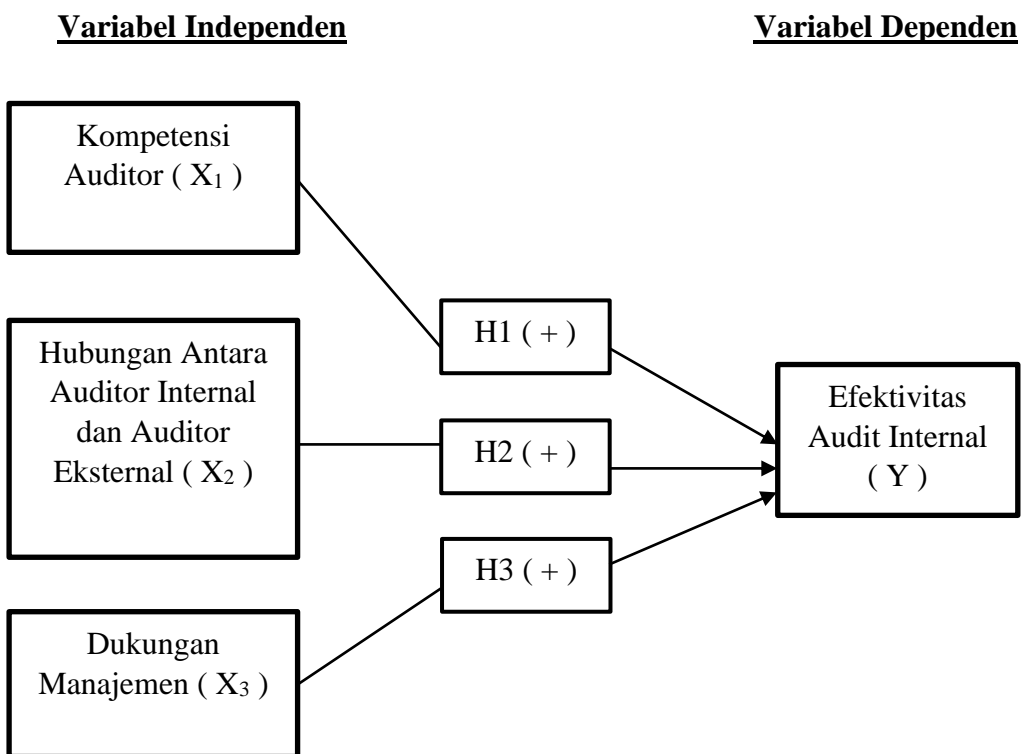 Variabel Independen
Variabel Dependen
Kompetensi
Auditor ( X₁ )
Hubungan Antara
Auditor Internal
dan Auditor
Eksternal ( X₂ )
Dukungan
Manajemen ( X₃ )
H1 ( + )
H2 ( + )
H3 ( + )
Efektivitas
Audit Internal
( Y )